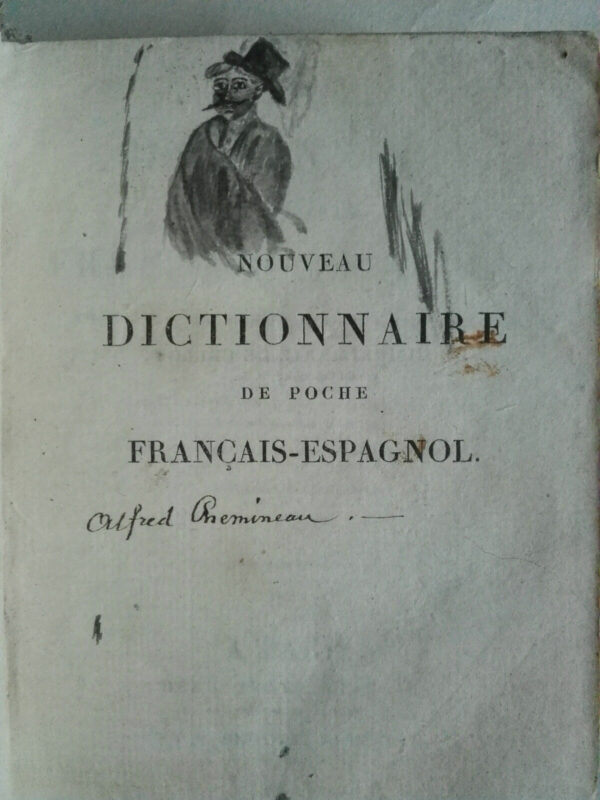 NOUVEAU
DICTIONNAIRE
DE POCHE
FRANÇAIS-ESPAGNOL.
Alfred Chemineau . —